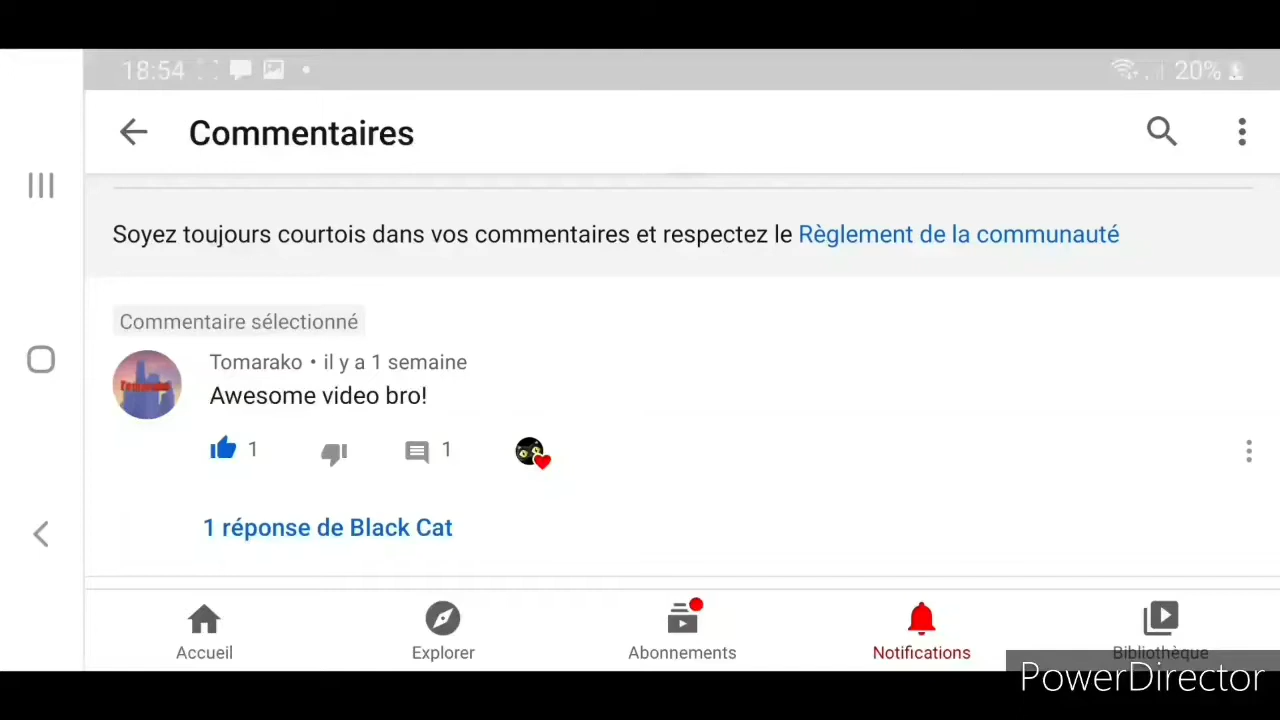 18:54
20%
Commentaires
Soyez toujours courtois dans vos commentaires et respectez le Règlement de la communauté
Commentaire sélectionné
Tomarako • il y a 1 semaine
Awesome video bro!
1 1
1 réponse de Black Cat
Accueil Explorer Abonnements Notifications Bibliothèque
PowerDirector